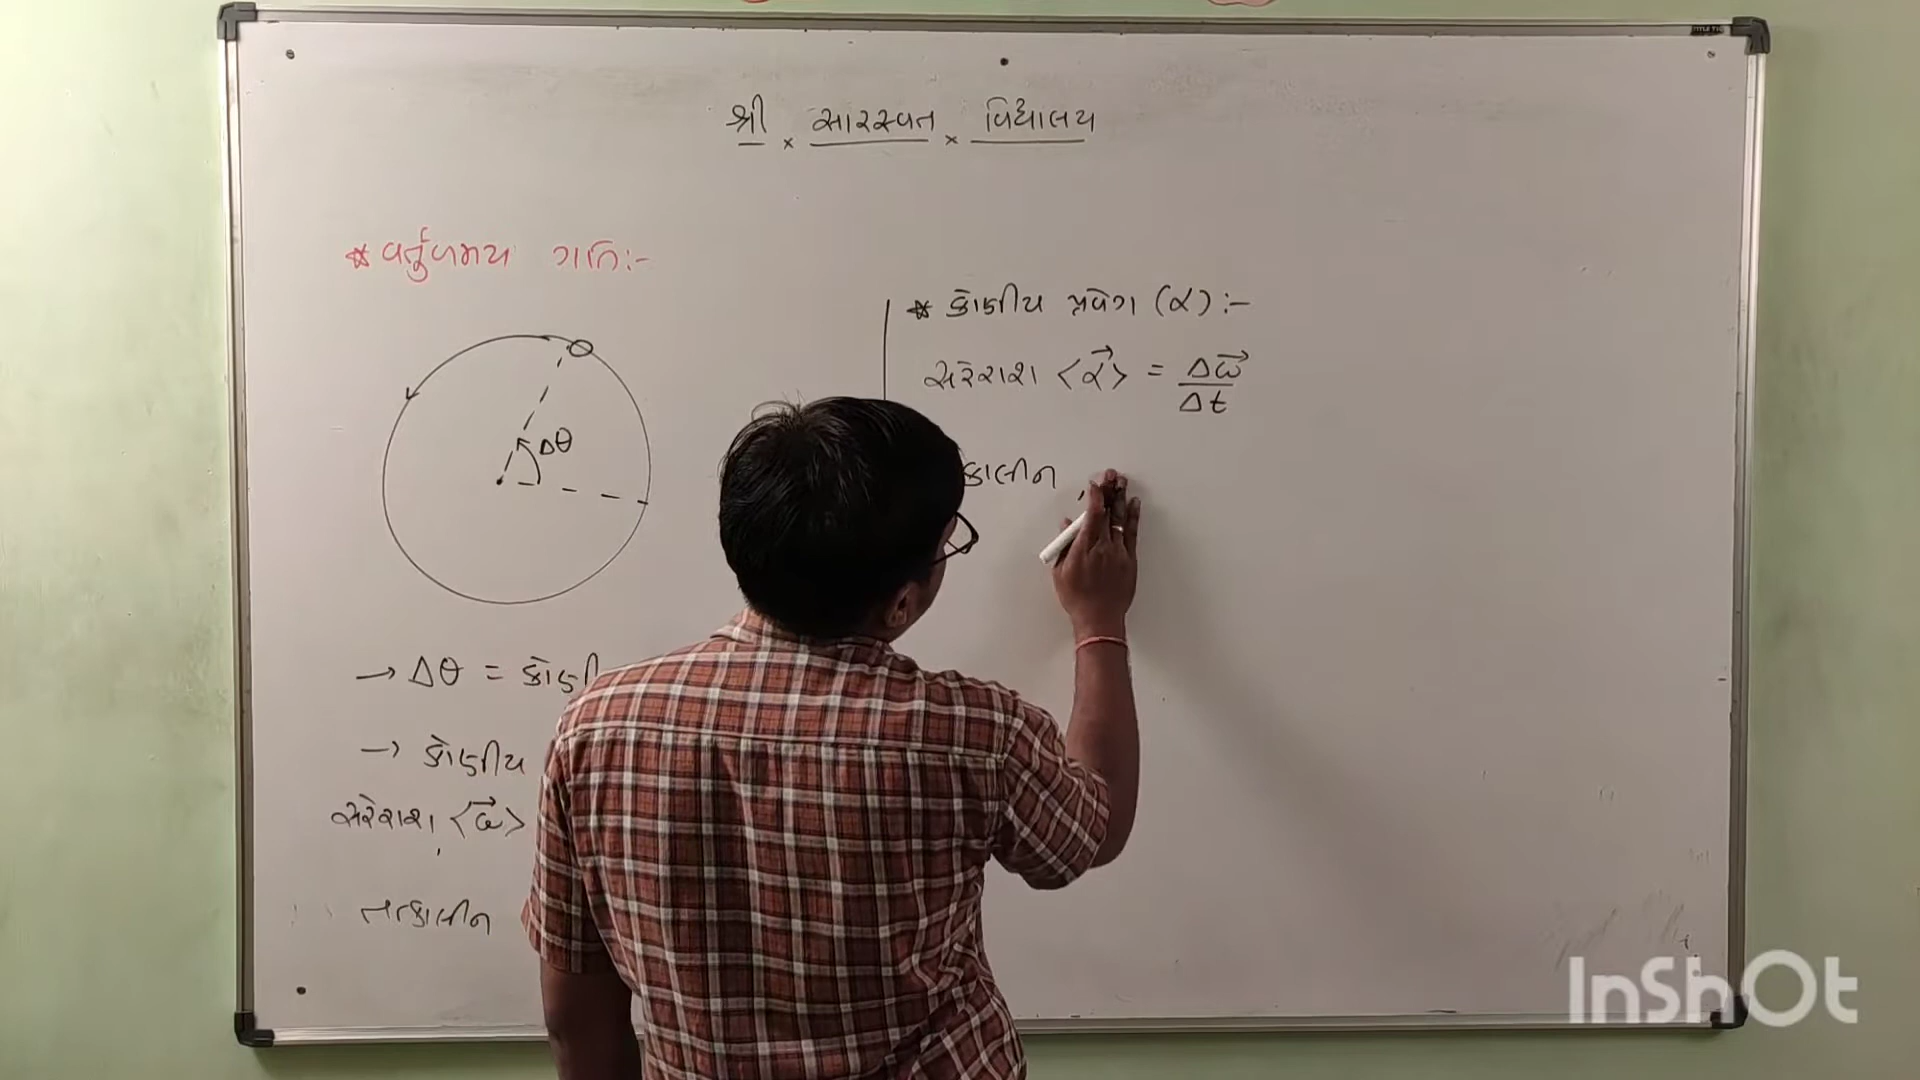 શ્રી × સારસ્વત × વિદ્યાલય
* વર્તુળમય ગતિ:-
Δθ
→ Δθ = કોણી
→ કોણીય
સરેરાશ, <ω⃗>
તત્કાલીન
* કોણીય પ્રવેગ (α) :-
સરેરાશ <α⃗> = Δω⃗ / Δt
કાલીન ,
InShOt